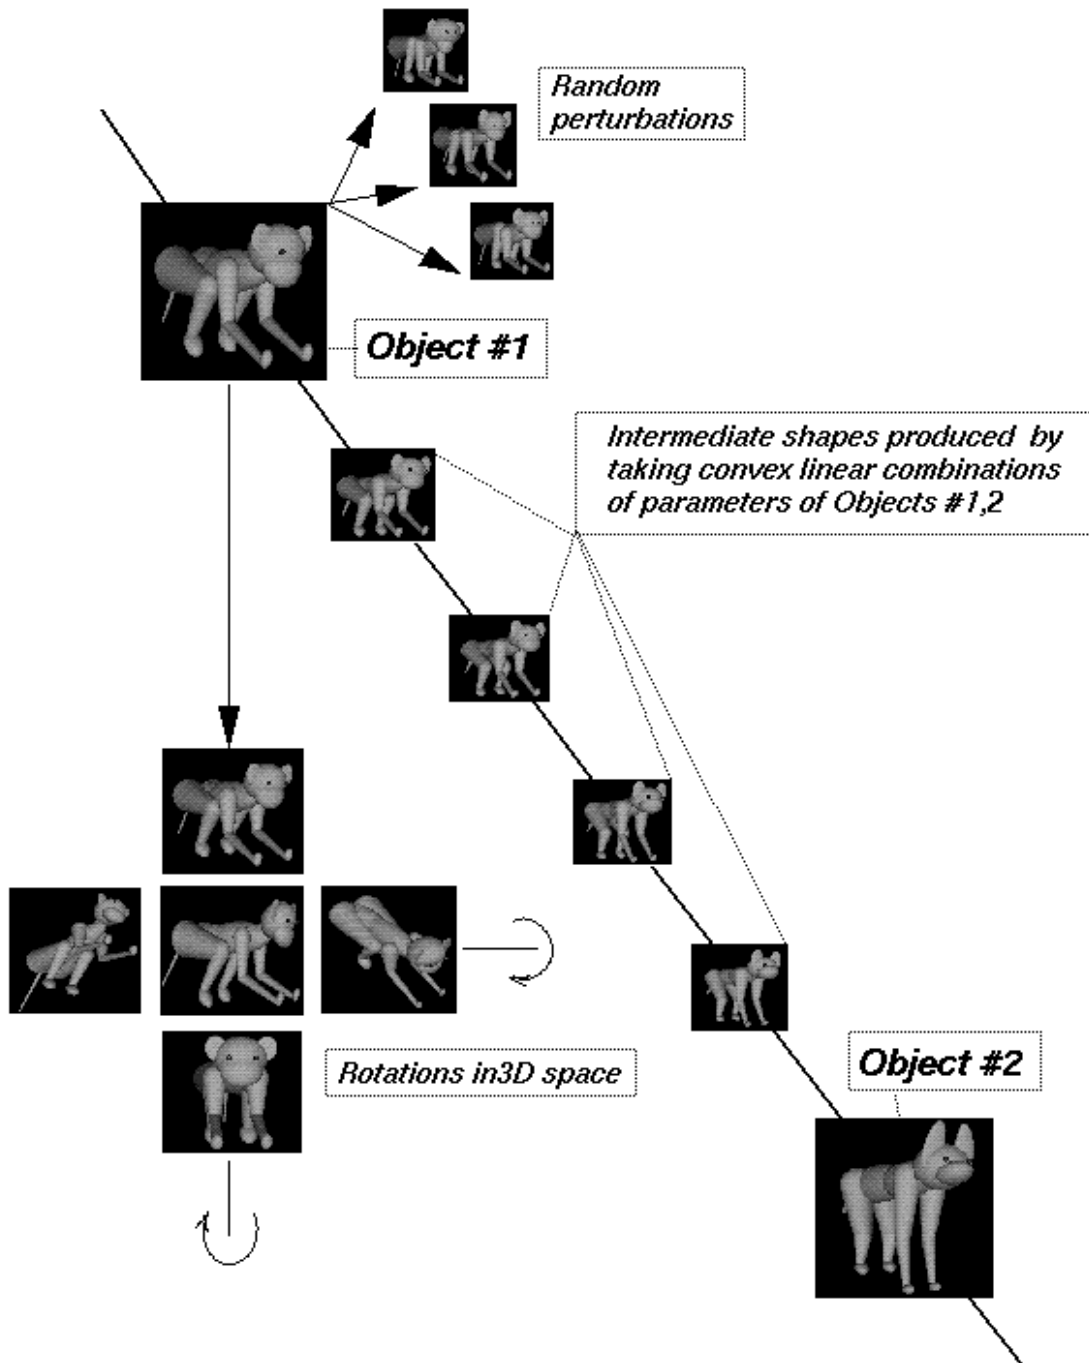 Random
perturbations
Object #1
Intermediate shapes produced by
taking convex linear combinations
of parameters of Objects #1,2
Object #2
Rotations in3D space